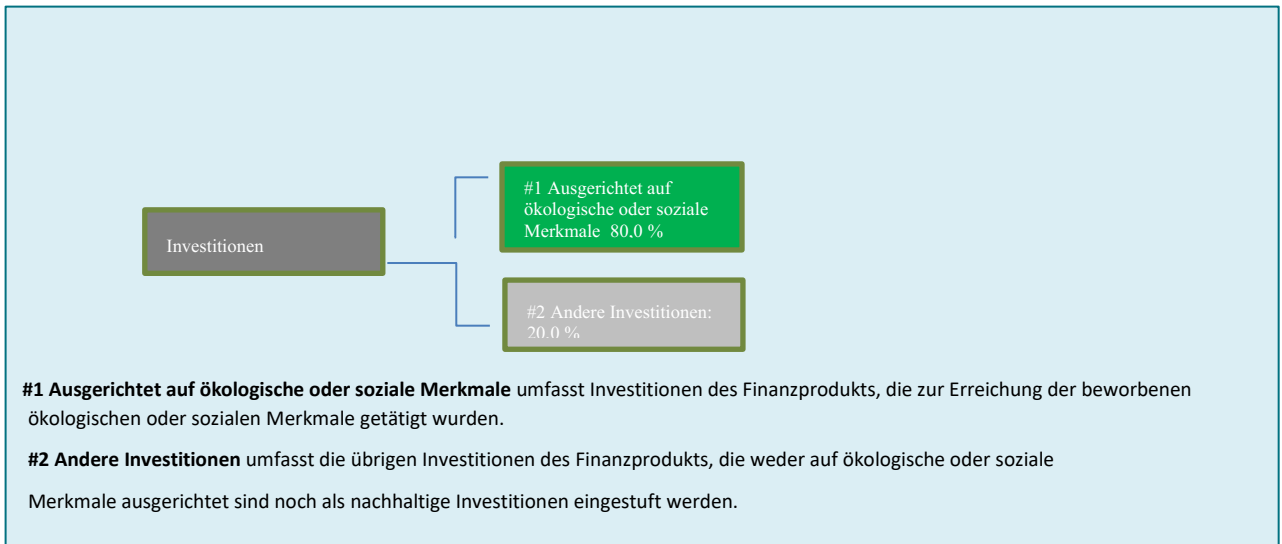 #1 Ausgerichtet auf
ökologische oder soziale
Merkmale 80,0 %
Investitionen
#2 Andere Investitionen:
20,0 %
#1 Ausgerichtet auf ökologische oder soziale Merkmale umfasst Investitionen des Finanzprodukts, die zur Erreichung der beworbenen
ökologischen oder sozialen Merkmale getätigt wurden.
#2 Andere Investitionen umfasst die übrigen Investitionen des Finanzprodukts, die weder auf ökologische oder soziale
Merkmale ausgerichtet sind noch als nachhaltige Investitionen eingestuft werden.